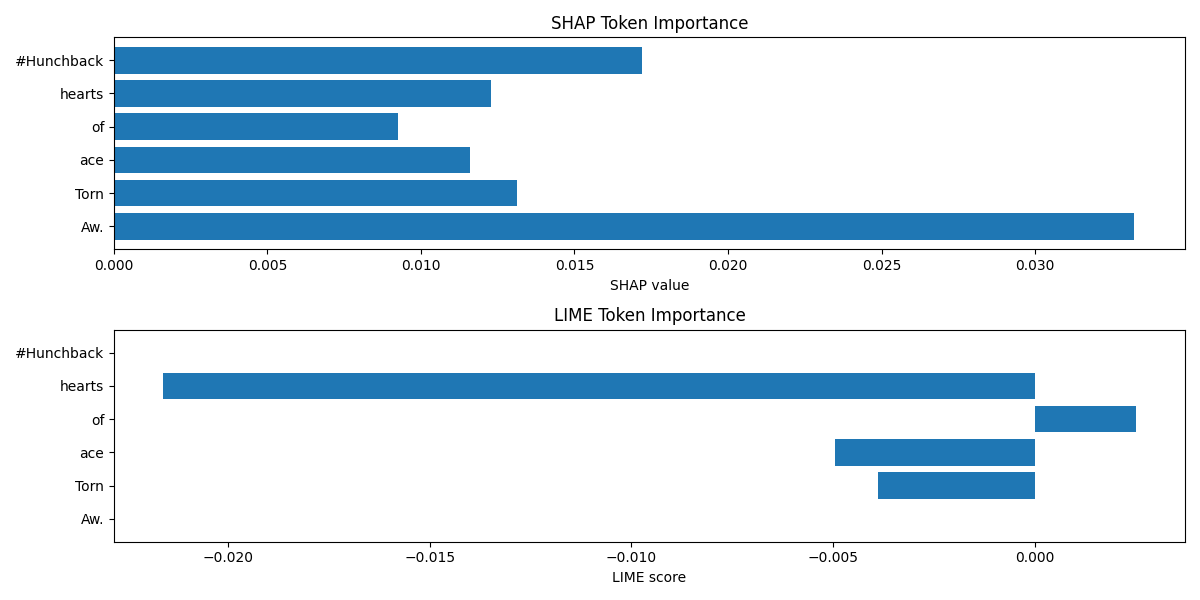 SHAP Token Importance
#Hunchback
hearts
of
ace
Torn
Aw.
0.000 0.005 0.010 0.015 0.020 0.025 0.030
SHAP value
LIME Token Importance
#Hunchback
hearts
of
ace
Torn
Aw.
−0.020 −0.015 −0.010 −0.005 0.000
LIME score